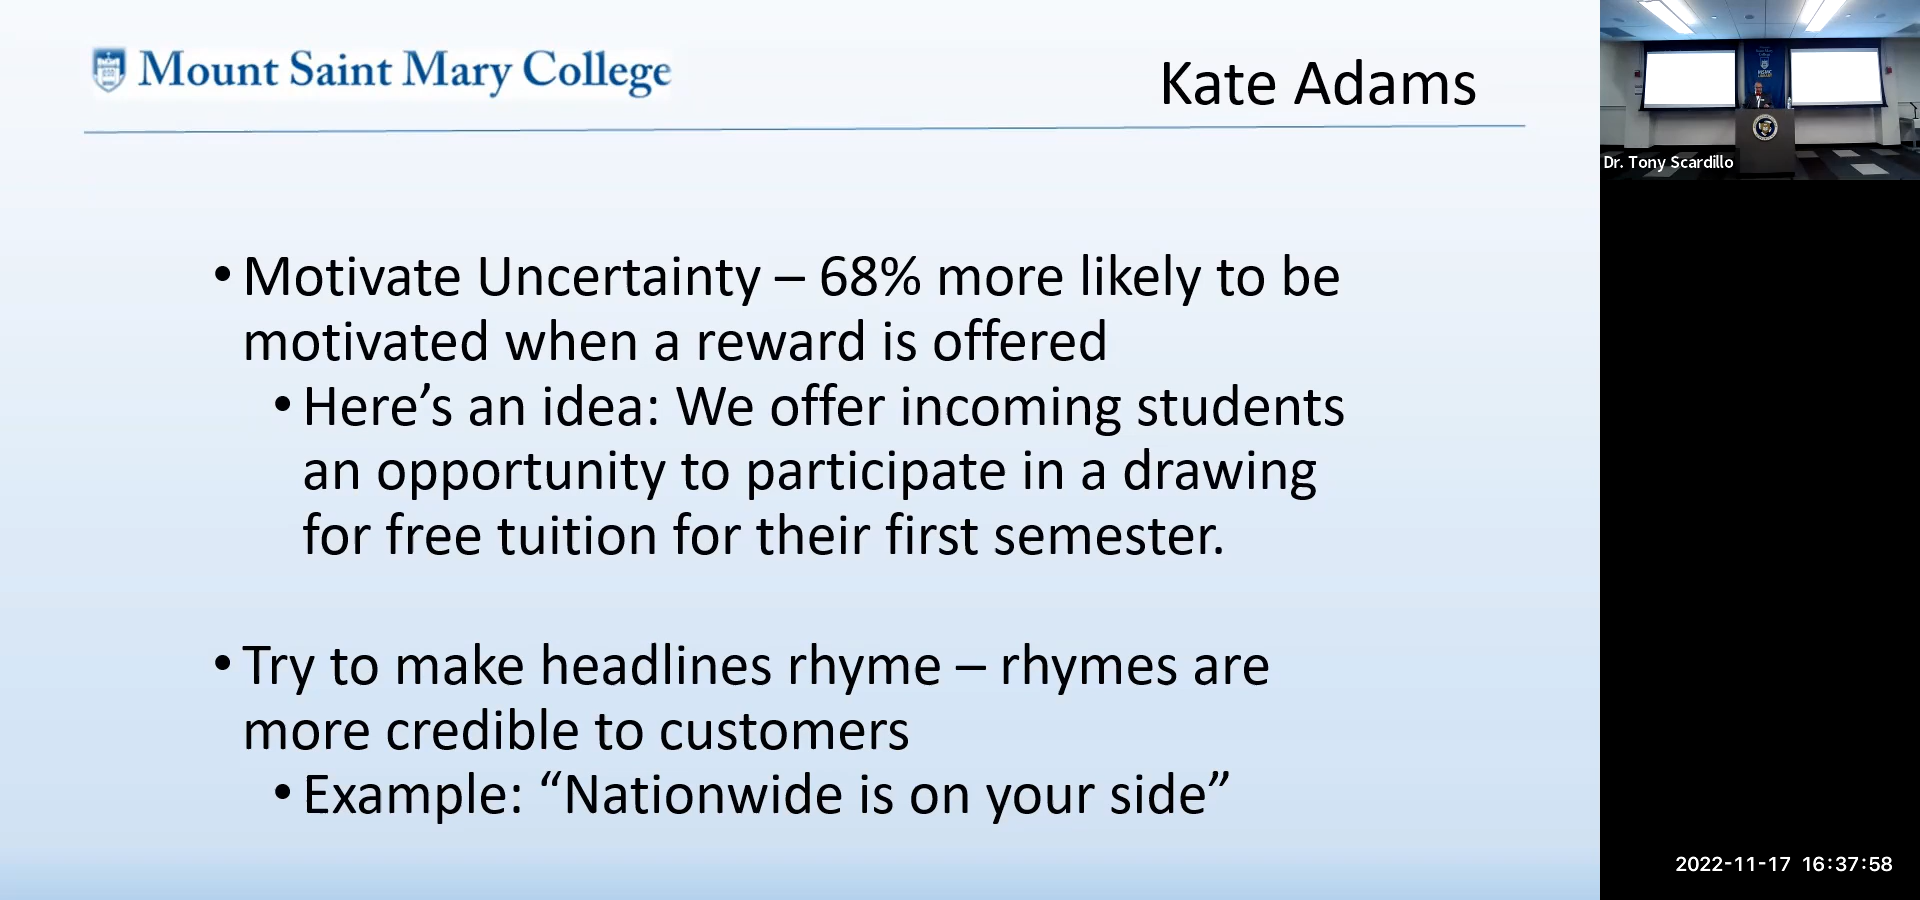 Mount Saint Mary College
Kate Adams
• Motivate Uncertainty – 68% more likely to be
motivated when a reward is offered
• Here’s an idea: We offer incoming students
an opportunity to participate in a drawing
for free tuition for their first semester.
• Try to make headlines rhyme – rhymes are
more credible to customers
• Example: “Nationwide is on your side”
Dr. Tony Scardillo
2022-11-17 16:37:58